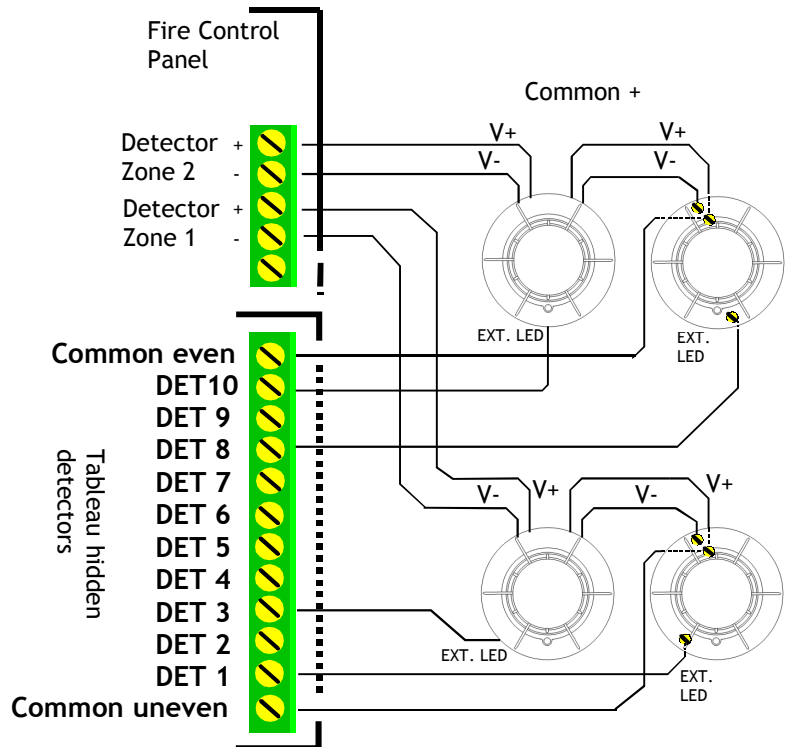 Fire Control
Panel
Common +
Detector +
Zone 2 -
Detector +
Zone 1 -
V+
V-
V+
V-
EXT. LED
EXT.
LED
Common even
DET10
DET 9
DET 8
DET 7
DET 6
DET 5
DET 4
DET 3
DET 2
DET 1
Common uneven
Tableau hidden
detectors
V-
V+
V-
V+
EXT. LED
EXT.
LED